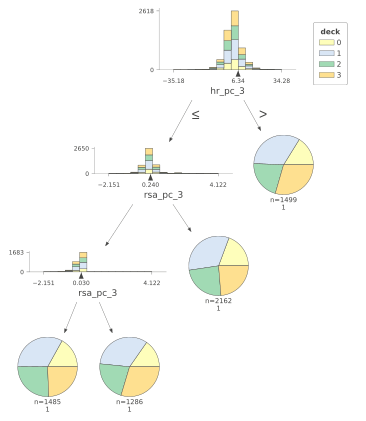 2618
0
−35.18 6.34 34.28
hr_pc_3
deck
0
1
2
3
≤ >
2650
0
−2.151 0.240 4.122
rsa_pc_3
n=1499
1
1683
0
−2.151 0.030 4.122
rsa_pc_3
n=2162
1
n=1485
1
n=1286
1